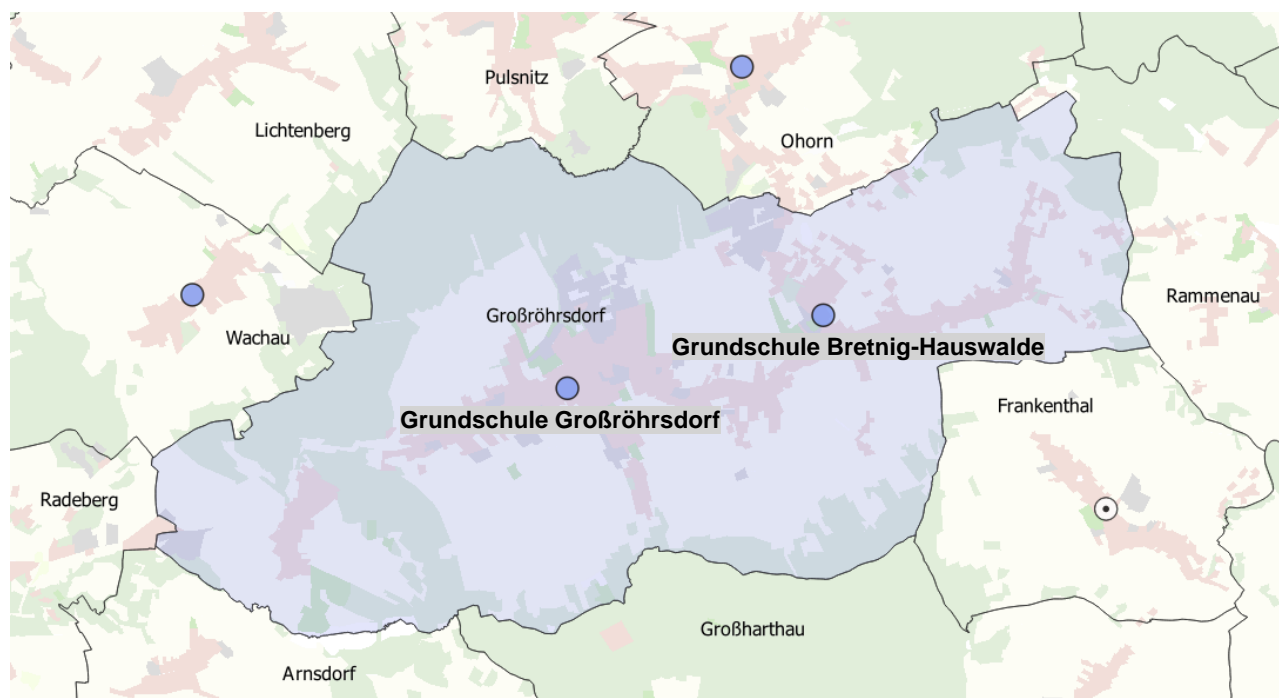 Pulsnitz
Lichtenberg
Ohorn
Rammenau
Großröhrsdorf
Wachau
Grundschule Bretnig-Hauswalde
Frankenthal
Grundschule Großröhrsdorf
Radeberg
Großharthau
Arnsdorf